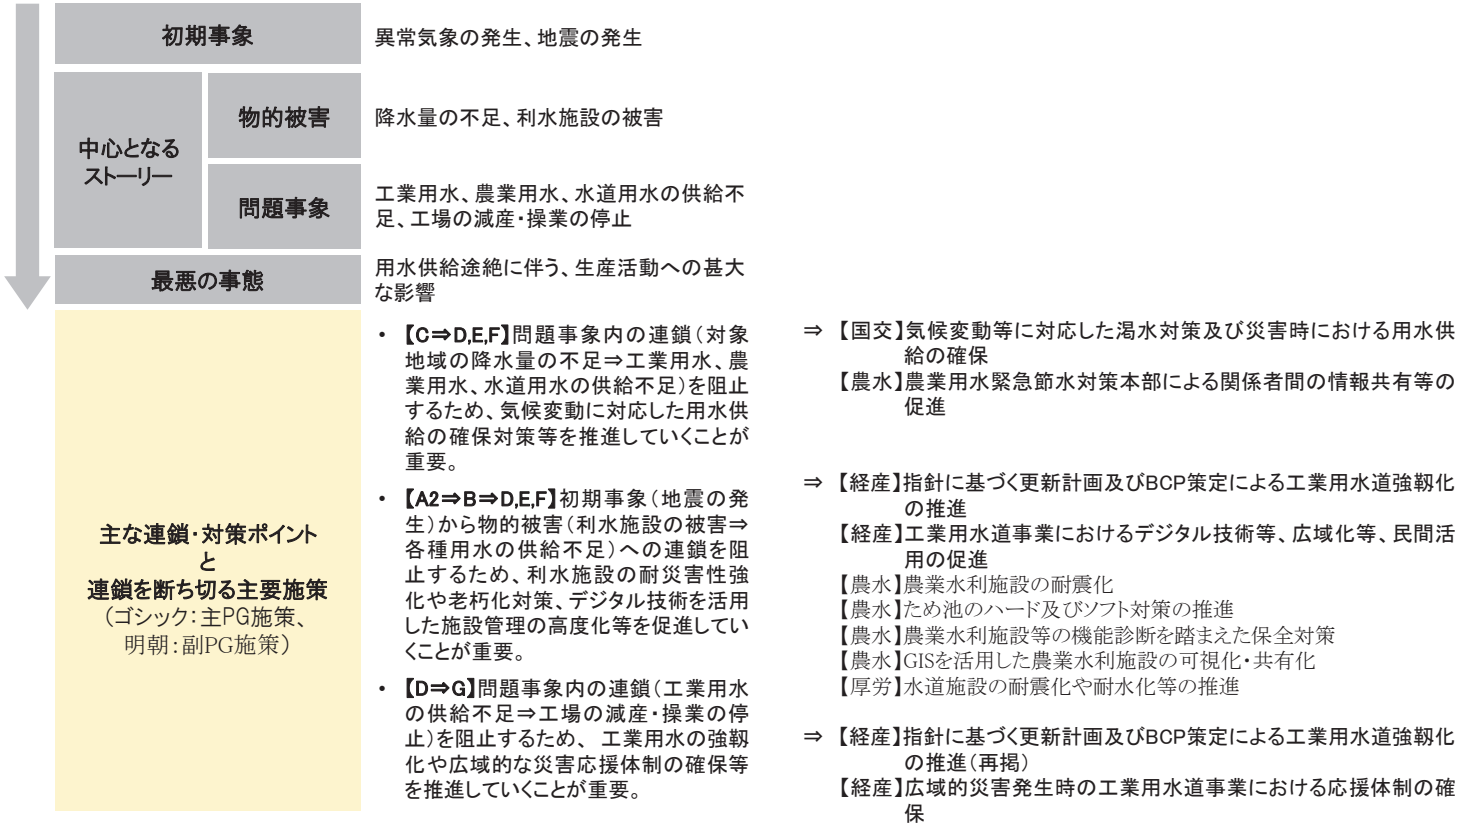 初期事象
異常気象の発生、地震の発生
中心となる
ストーリー
物的被害
降水量の不足、利水施設の被害
問題事象
工業用水、農業用水、水道用水の供給不
足、工場の減産・操業の停止
最悪の事態
用水供給途絶に伴う、生産活動への甚大
な影響
主な連鎖・対策ポイント
と
連鎖を断ち切る主要施策
（ゴシック：主PG施策、
明朝：副PG施策）
・ 【C⇒D,E,F】問題事象内の連鎖（対象
地域の降水量の不足⇒工業用水、農
業用水、水道用水の供給不足）を阻止
するため、気候変動に対応した用水供
給の確保対策等を推進していくことが
重要。
⇒ 【国交】気候変動等に対応した渇水対策及び災害時における用水供
給の確保
【農水】農業用水緊急節水対策本部による関係者間の情報共有等の
促進
・ 【A2⇒B⇒D,E,F】初期事象（地震の発
生）から物的被害（利水施設の被害⇒
各種用水の供給不足）への連鎖を阻
止するため、利水施設の耐災害性強
化や老朽化対策、デジタル技術を活用
した施設管理の高度化等を促進してい
くことが重要。
⇒ 【経産】指針に基づく更新計画及びBCP策定による工業用水道強靱化
の推進
【経産】工業用水道事業におけるデジタル技術等、広域化等、民間活
用の促進
【農水】農業水利施設の耐震化
【農水】ため池のハード及びソフト対策の推進
【農水】農業水利施設等の機能診断を踏まえた保全対策
【農水】GISを活用した農業水利施設の可視化・共有化
【厚労】水道施設の耐震化や耐水化等の推進
・ 【D⇒G】問題事象内の連鎖（工業用水
の供給不足⇒工場の減産・操業の停
止）を阻止するため、 工業用水の強靱
化や広域的な災害応援体制の確保等
を推進していくことが重要。
⇒ 【経産】指針に基づく更新計画及びBCP策定による工業用水道強靱化
の推進（再掲）
【経産】広域的災害発生時の工業用水道事業における応援体制の確
保